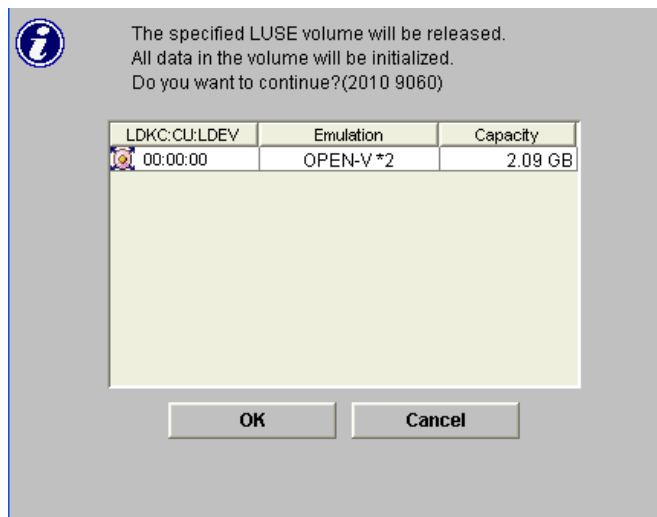 The specified LUSE volume will be released.
All data in the volume will be initialized.
Do you want to continue?(2010 9060)
LDKC:CU:LDEV Emulation Capacity
00:00:00 OPEN-V *2 2.09 GB
OK Cancel